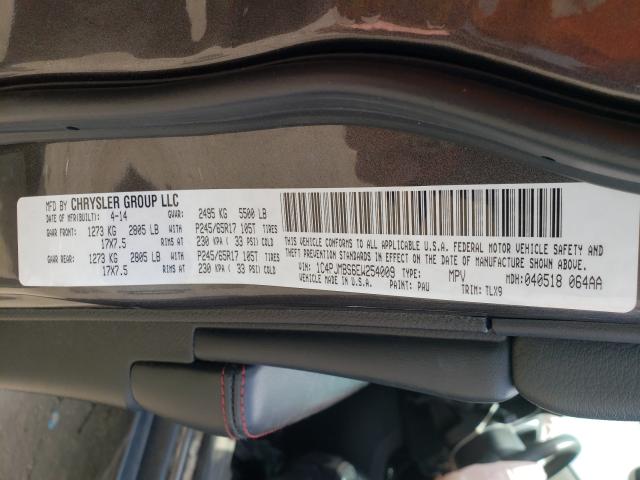 MFD BY CHRYSLER GROUP LLC
DATE OF MFR(BUILT): 4-14 GVWR: 2495 KG 5500 LB
GAWR FRONT: 1273 KG 2805 LB WITH P245/65R17 105T TIRES
17X7.5 RIMS AT 230 KPA ( 33 PSI) COLD
GAWR REAR: 1273 KG 2805 LB WITH P245/65R17 105T TIRES
17X7.5 RIMS AT 230 KPA ( 33 PSI) COLD
THIS VEHICLE CONFORMS TO ALL APPLICABLE U.S.A. FEDERAL MOTOR VEHICLE SAFETY AND
THEFT PREVENTION STANDARDS IN EFFECT ON THE DATE OF MANUFACTURE SHOWN ABOVE.
VIN: 1C4PJMBS6EW254009 MPV MDH:040518 064AA
VEHICLE MADE IN U.S.A. PAINT: PAU TRIM: TLX9